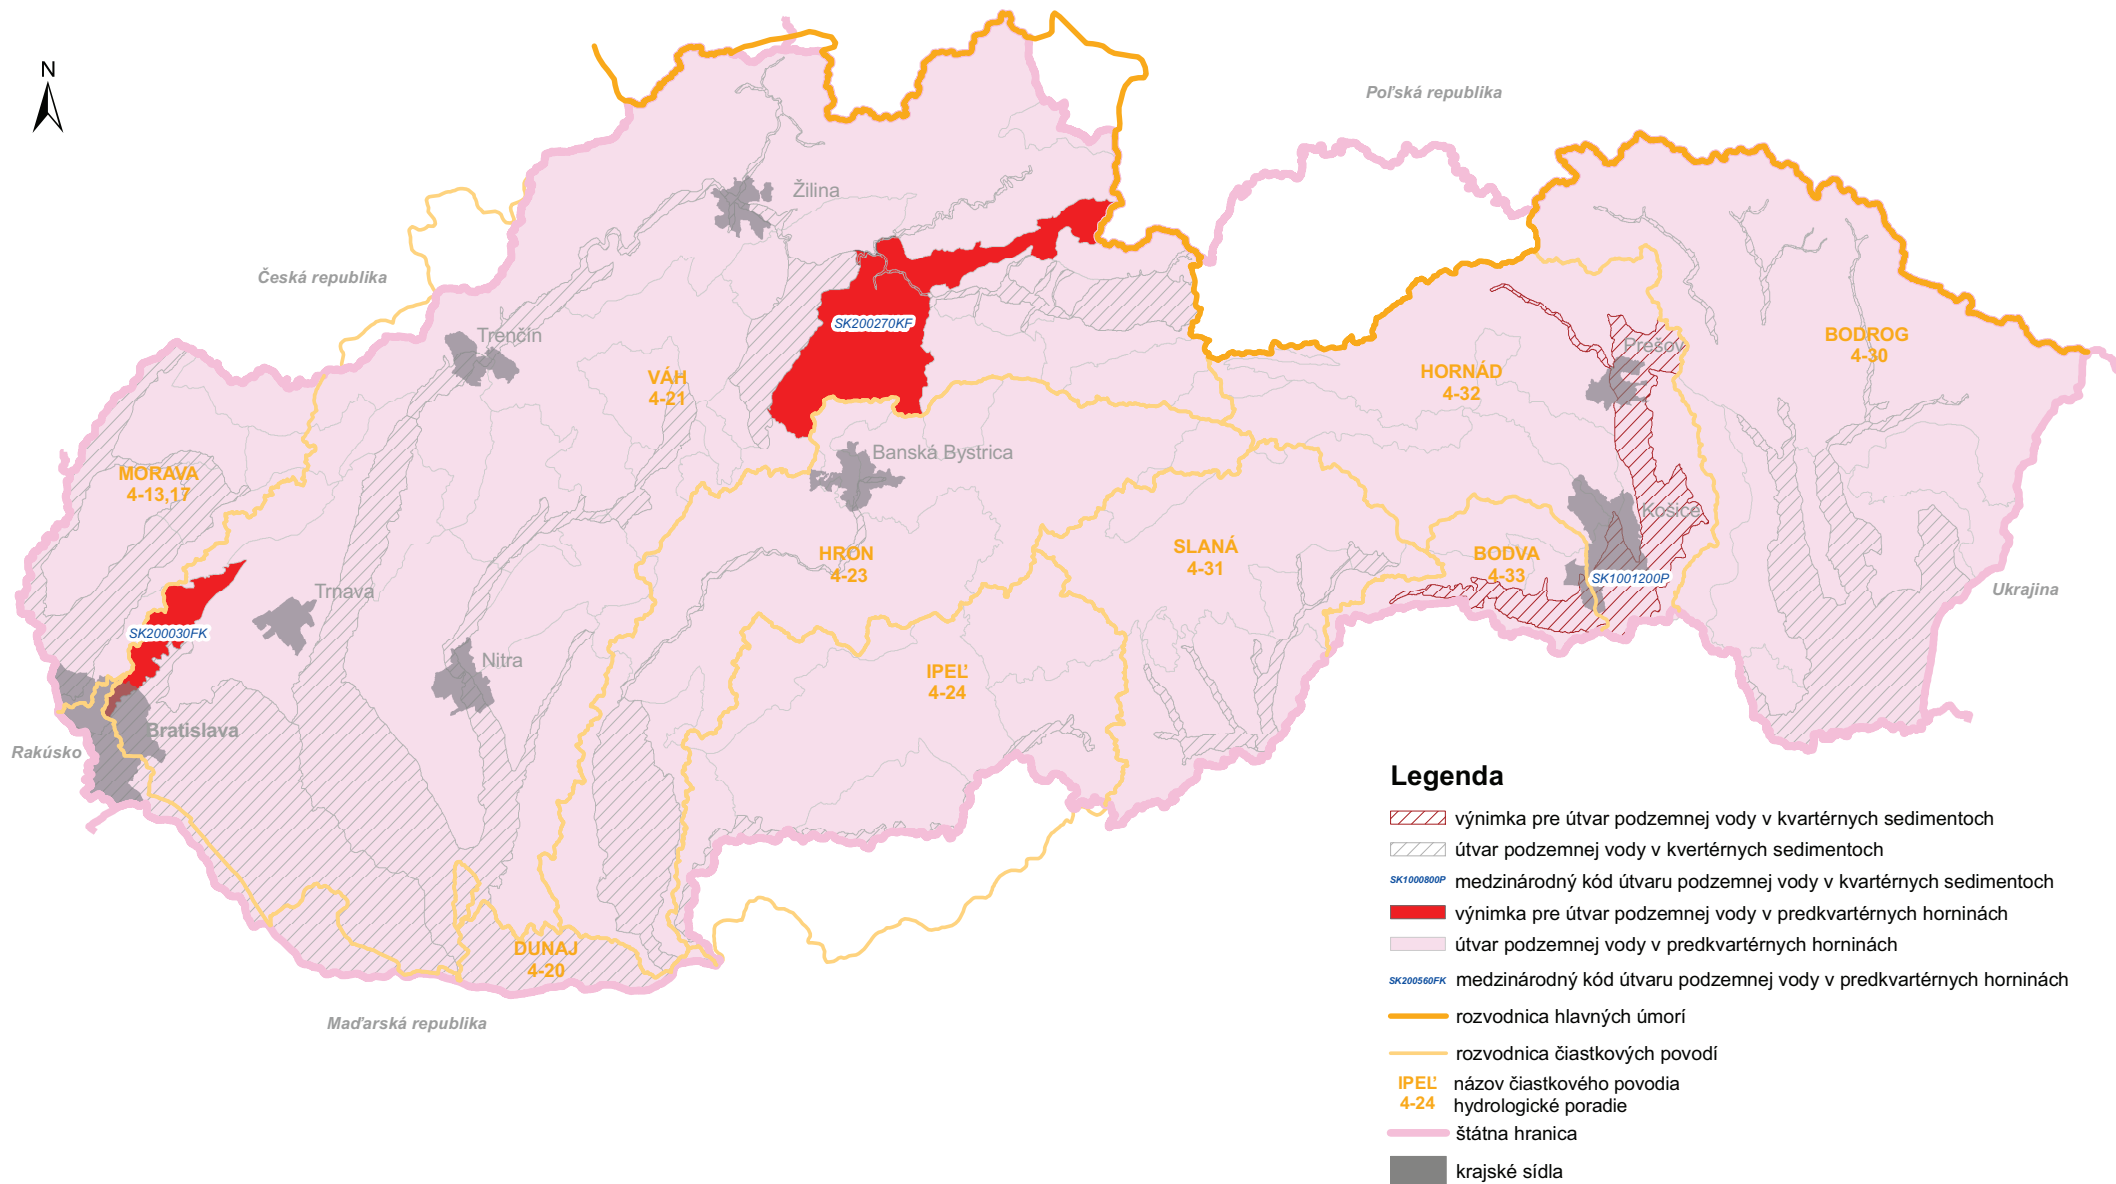 N
Poľská republika
Žilina
Česká republika
SK200270KF
Trenčín
BODROG
4-30
Prešov
HORNÁD
4-32
VÁH
4-21
Banská Bystrica
MORAVA
4-13,17
Košice
HRON
4-23
SLANÁ
4-31
BODVA
4-33
SK1001200P
Ukrajina
Trnava
SK200030FK
Nitra
IPEĽ
4-24
Bratislava
Rakúsko
DUNAJ
4-20
Maďarská republika
Legenda
výnimka pre útvar podzemnej vody v kvartérnych sedimentoch
útvar podzemnej vody v kvertérnych sedimentoch
SK1000800P medzinárodný kód útvaru podzemnej vody v kvartérnych sedimentoch
výnimka pre útvar podzemnej vody v predkvartérnych horninách
útvar podzemnej vody v predkvartérnych horninách
SK200560FK medzinárodný kód útvaru podzemnej vody v predkvartérnych horninách
rozvodnica hlavných úmorí
rozvodnica čiastkových povodí
IPEĽ názov čiastkového povodia
4-24 hydrologické poradie
štátna hranica
krajské sídla